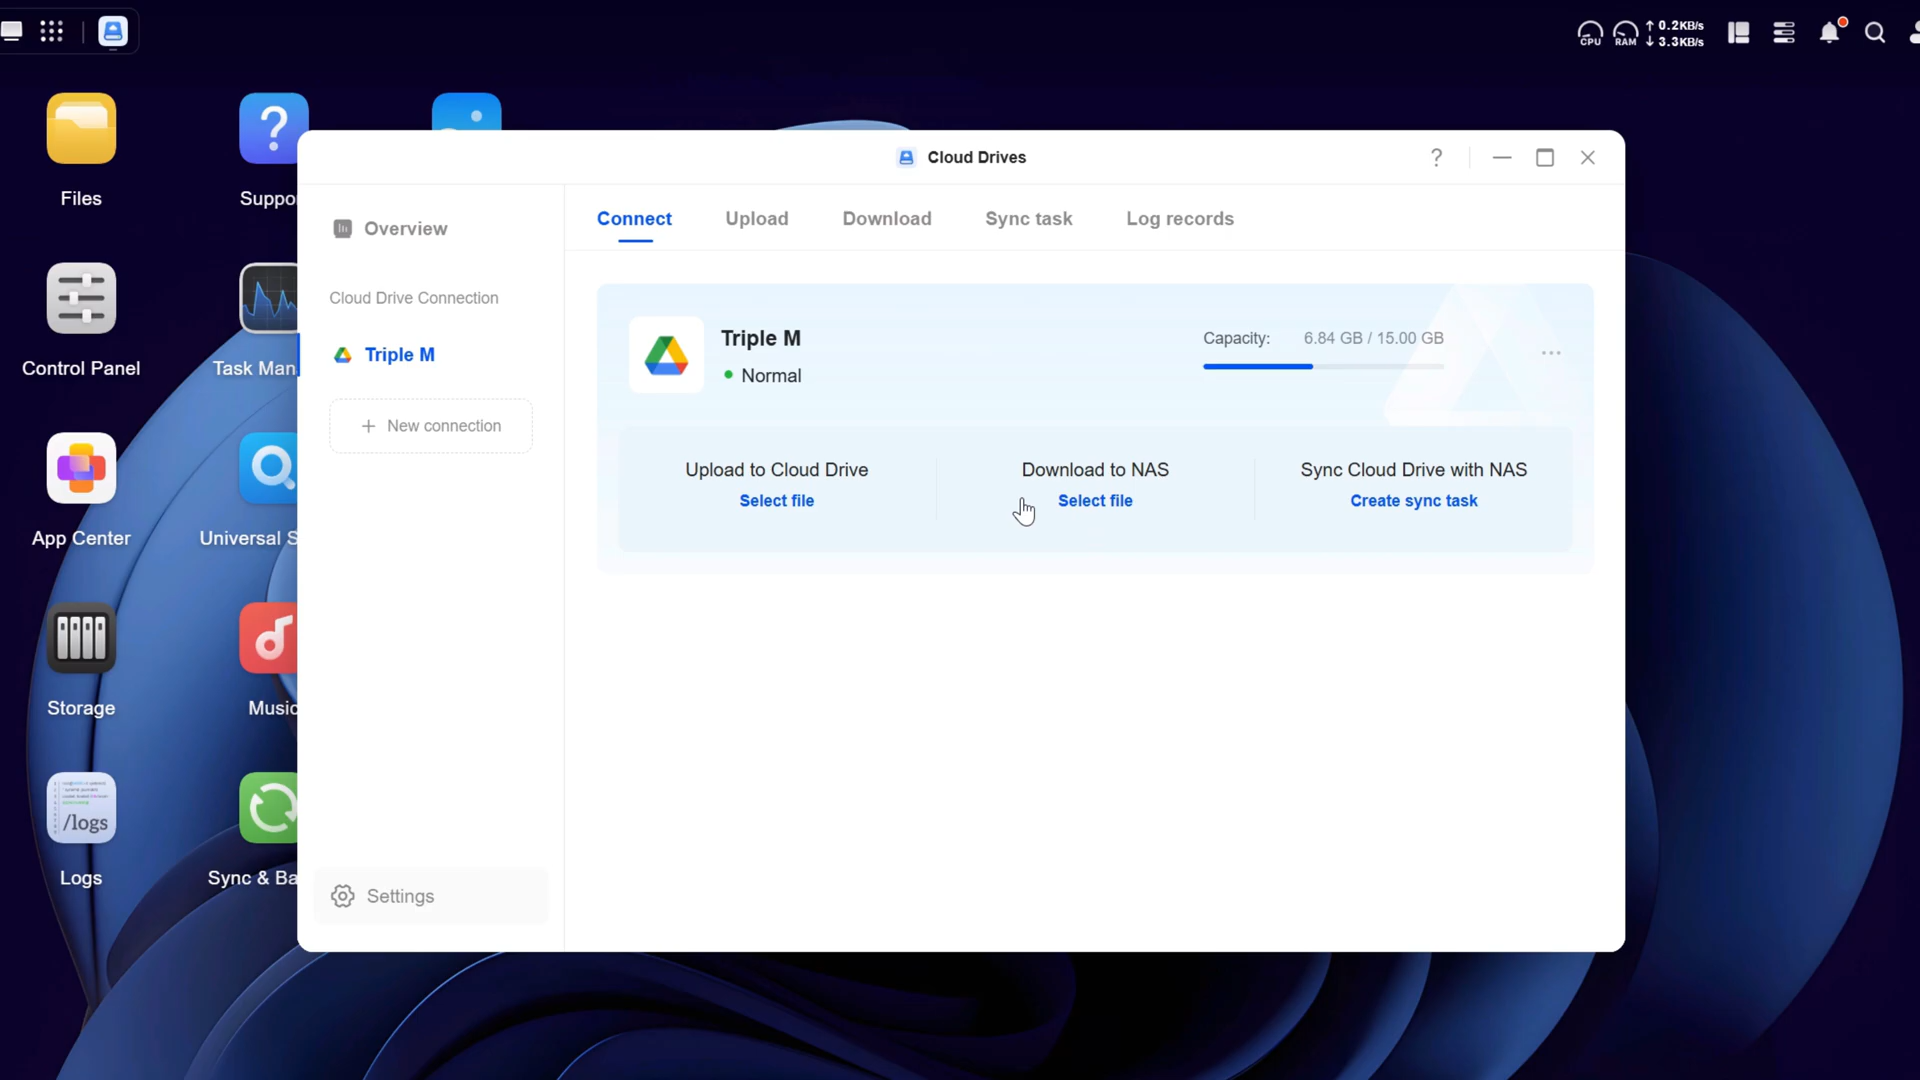 CPU
RAM
↑ 0.2KB/s
↓ 3.3KB/s
Files
Suppo
Control Panel
Task Man
App Center
Universal S
Storage
Music
/logs
Logs
Sync & Ba
Cloud Drives
?
Overview
Cloud Drive Connection
Triple M
+ New connection
Settings
Connect Upload Download Sync task Log records
Triple M
Normal
Capacity: 6.84 GB / 15.00 GB
Upload to Cloud Drive
Select file
Download to NAS
Select file
Sync Cloud Drive with NAS
Create sync task